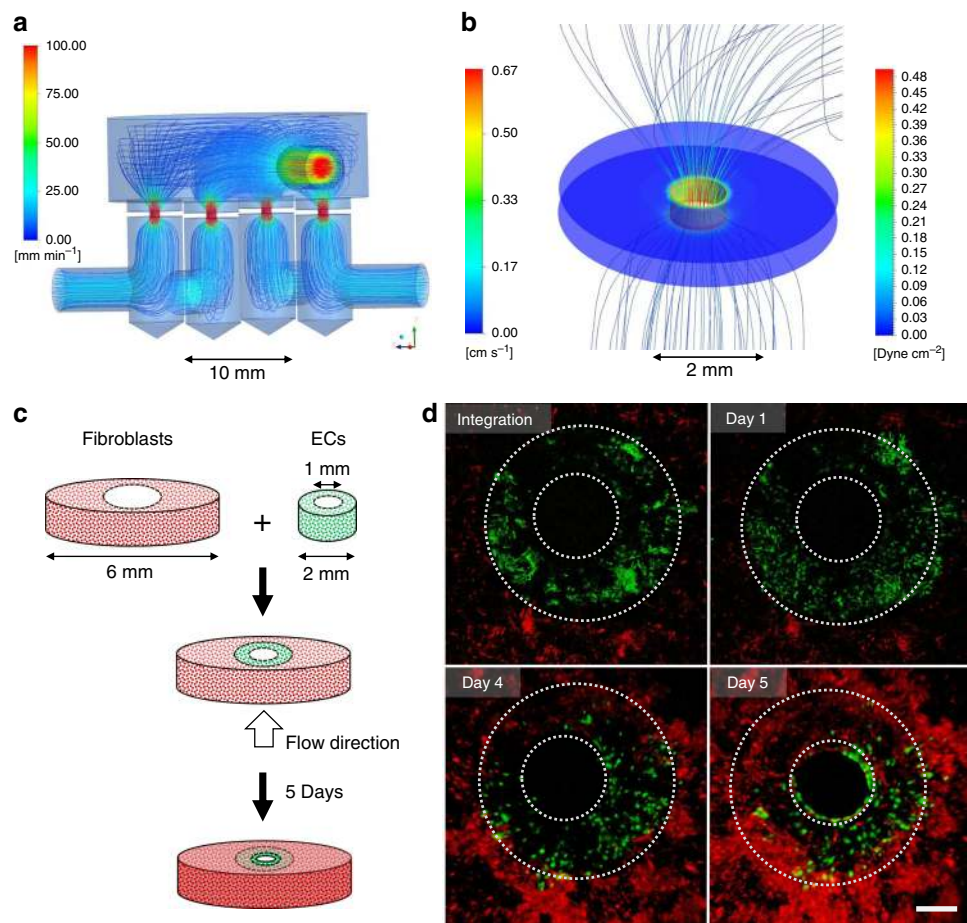 a
100.00
75.00
50.00
25.00
0.00
[mm min⁻¹]
10 mm
b
0.67
0.50
0.33
0.17
0.00
[cm s⁻¹]
2 mm
0.48
0.45
0.42
0.39
0.36
0.33
0.30
0.27
0.24
0.21
0.18
0.15
0.12
0.09
0.06
0.03
0.00
[Dyne cm⁻²]
c
Fibroblasts
ECs
1 mm
+
6 mm
2 mm
Flow direction
5 Days
d
Integration
Day 1
Day 4
Day 5